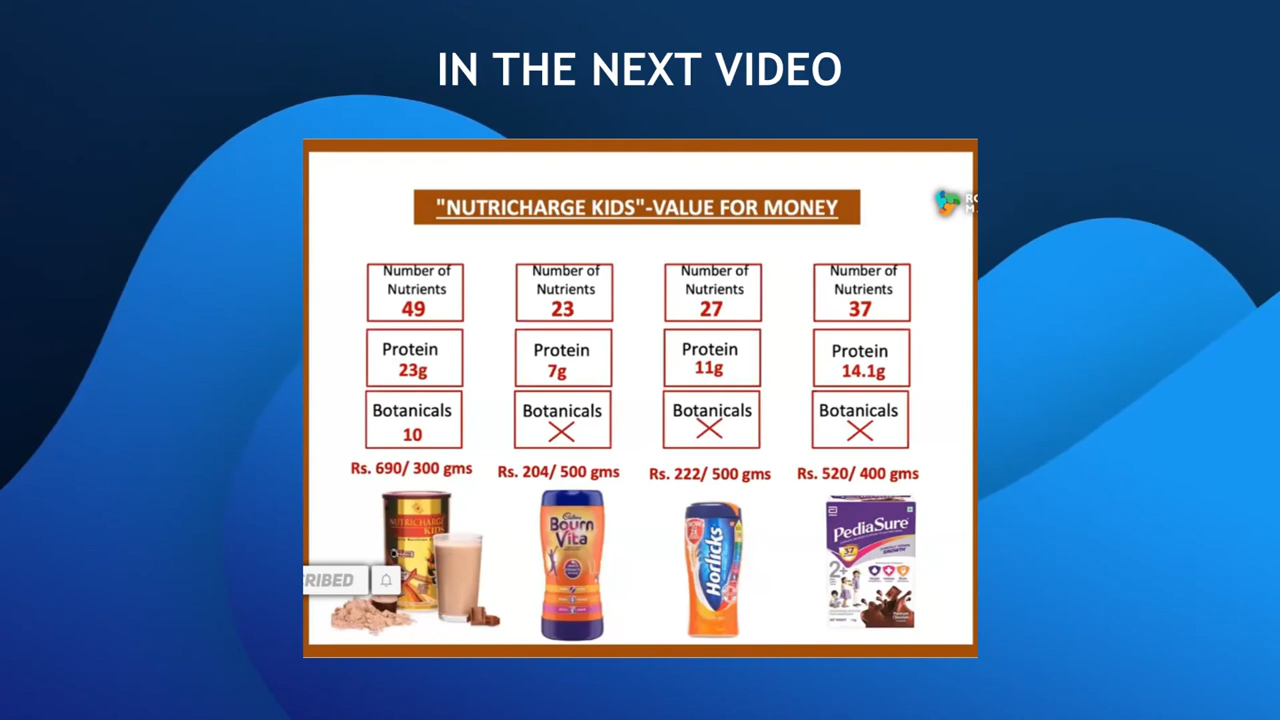 IN THE NEXT VIDEO
"NUTRICHARGE KIDS"-VALUE FOR MONEY
Number of
Nutrients
49
Number of
Nutrients
23
Number of
Nutrients
27
Number of
Nutrients
37
Protein
23g
Protein
7g
Protein
11g
Protein
14.1g
Botanicals
10
Botanicals
Botanicals
Botanicals
Rs. 690/ 300 gms
Rs. 204/ 500 gms
Rs. 222/ 500 gms
Rs. 520/ 400 gms
NUTRICHARGE
KIDS
Bourn
Vita
Horlicks
PediaSure
37
GROWTH
2+
RIBED